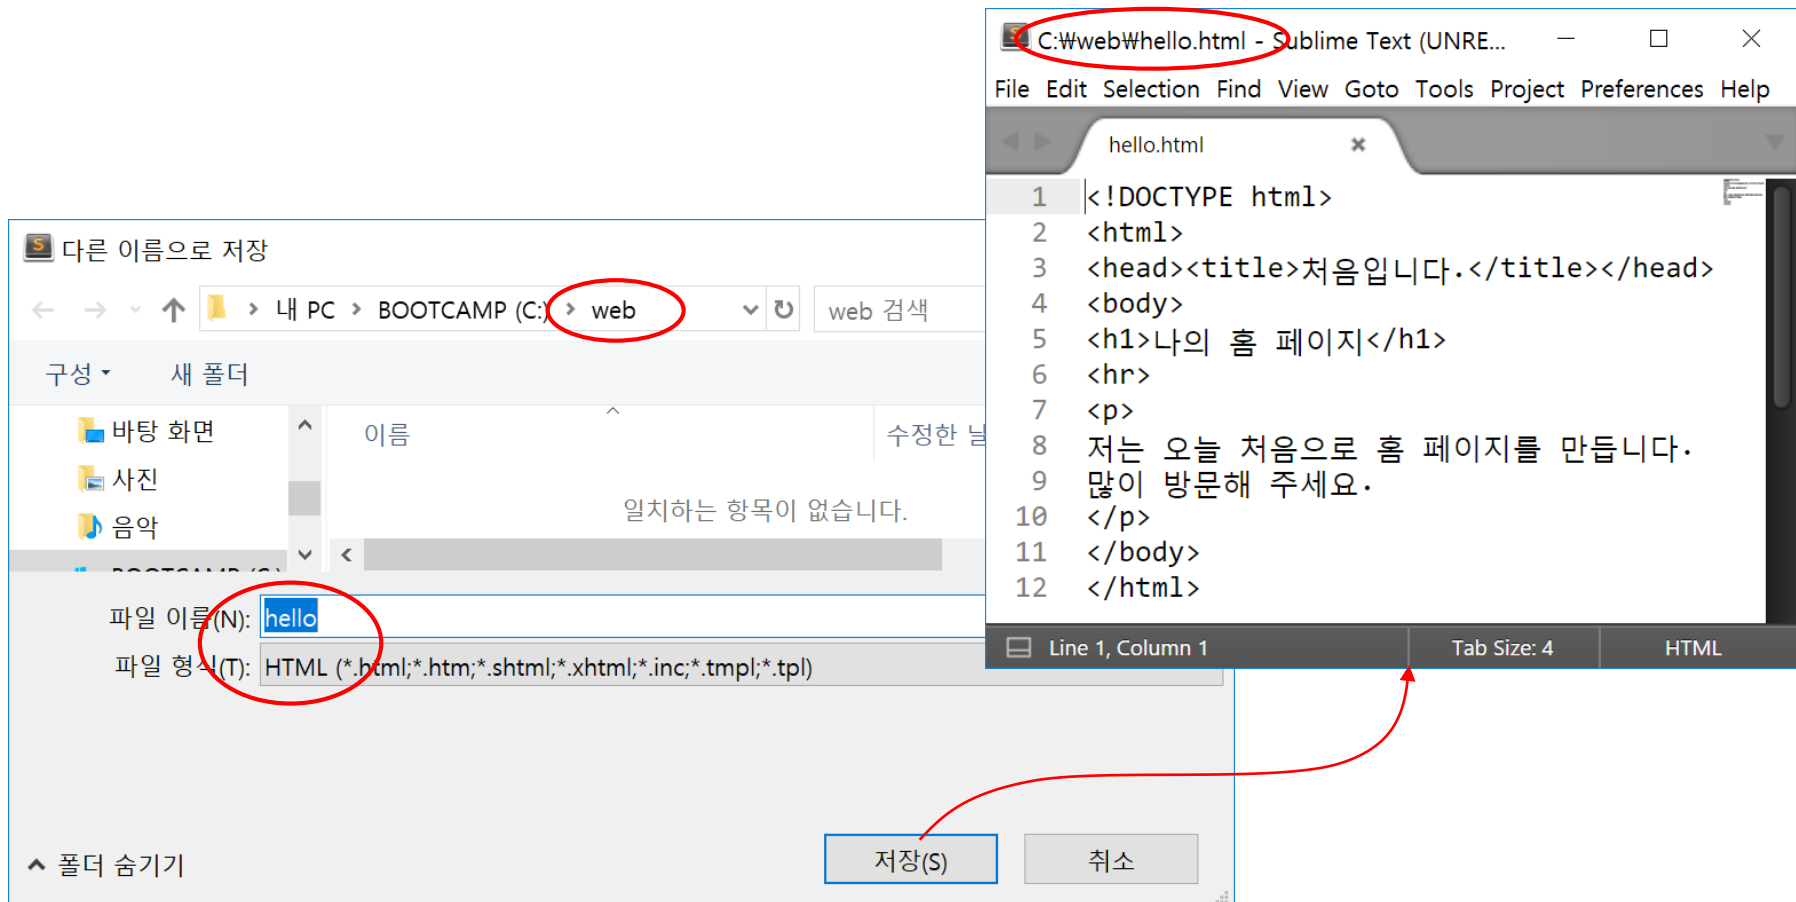 C:₩web₩hello.html - Sublime Text (UNRE...
File Edit Selection Find View Goto Tools Project Preferences Help
hello.html
1 <!DOCTYPE html>
2 <html>
3 <head><title>처음입니다.</title></head>
4 <body>
5 <h1>나의 홈 페이지</h1>
6 <hr>
7 <p>
8 저는 오늘 처음으로 홈 페이지를 만듭니다.
9 많이 방문해 주세요.
10 </p>
11 </body>
12 </html>
Line 1, Column 1 Tab Size: 4 HTML
다른 이름으로 저장
내 PC > BOOTCAMP (C:) > web
web 검색
구성 새 폴더
바탕 화면
사진
음악
BOOTCAMP (C:)
이름 수정한 날
일치하는 항목이 없습니다.
파일 이름(N): hello
파일 형식(T): HTML (*.html;*.htm;*.shtml;*.xhtml;*.inc;*.tmpl;*.tpl)
폴더 숨기기
저장(S) 취소